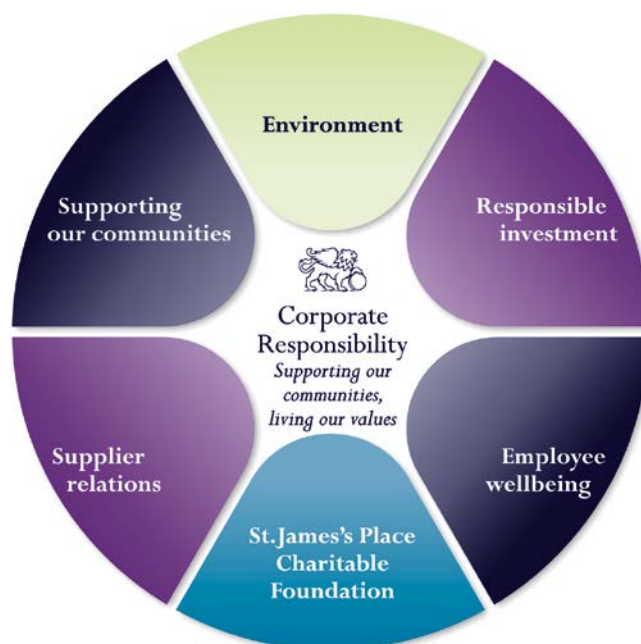 Environment
Responsible
investment
Employee
wellbeing
St.James's Place
Charitable
Foundation
Supplier
relations
Supporting
our communities
Corporate
Responsibility
Supporting our
communities,
living our values